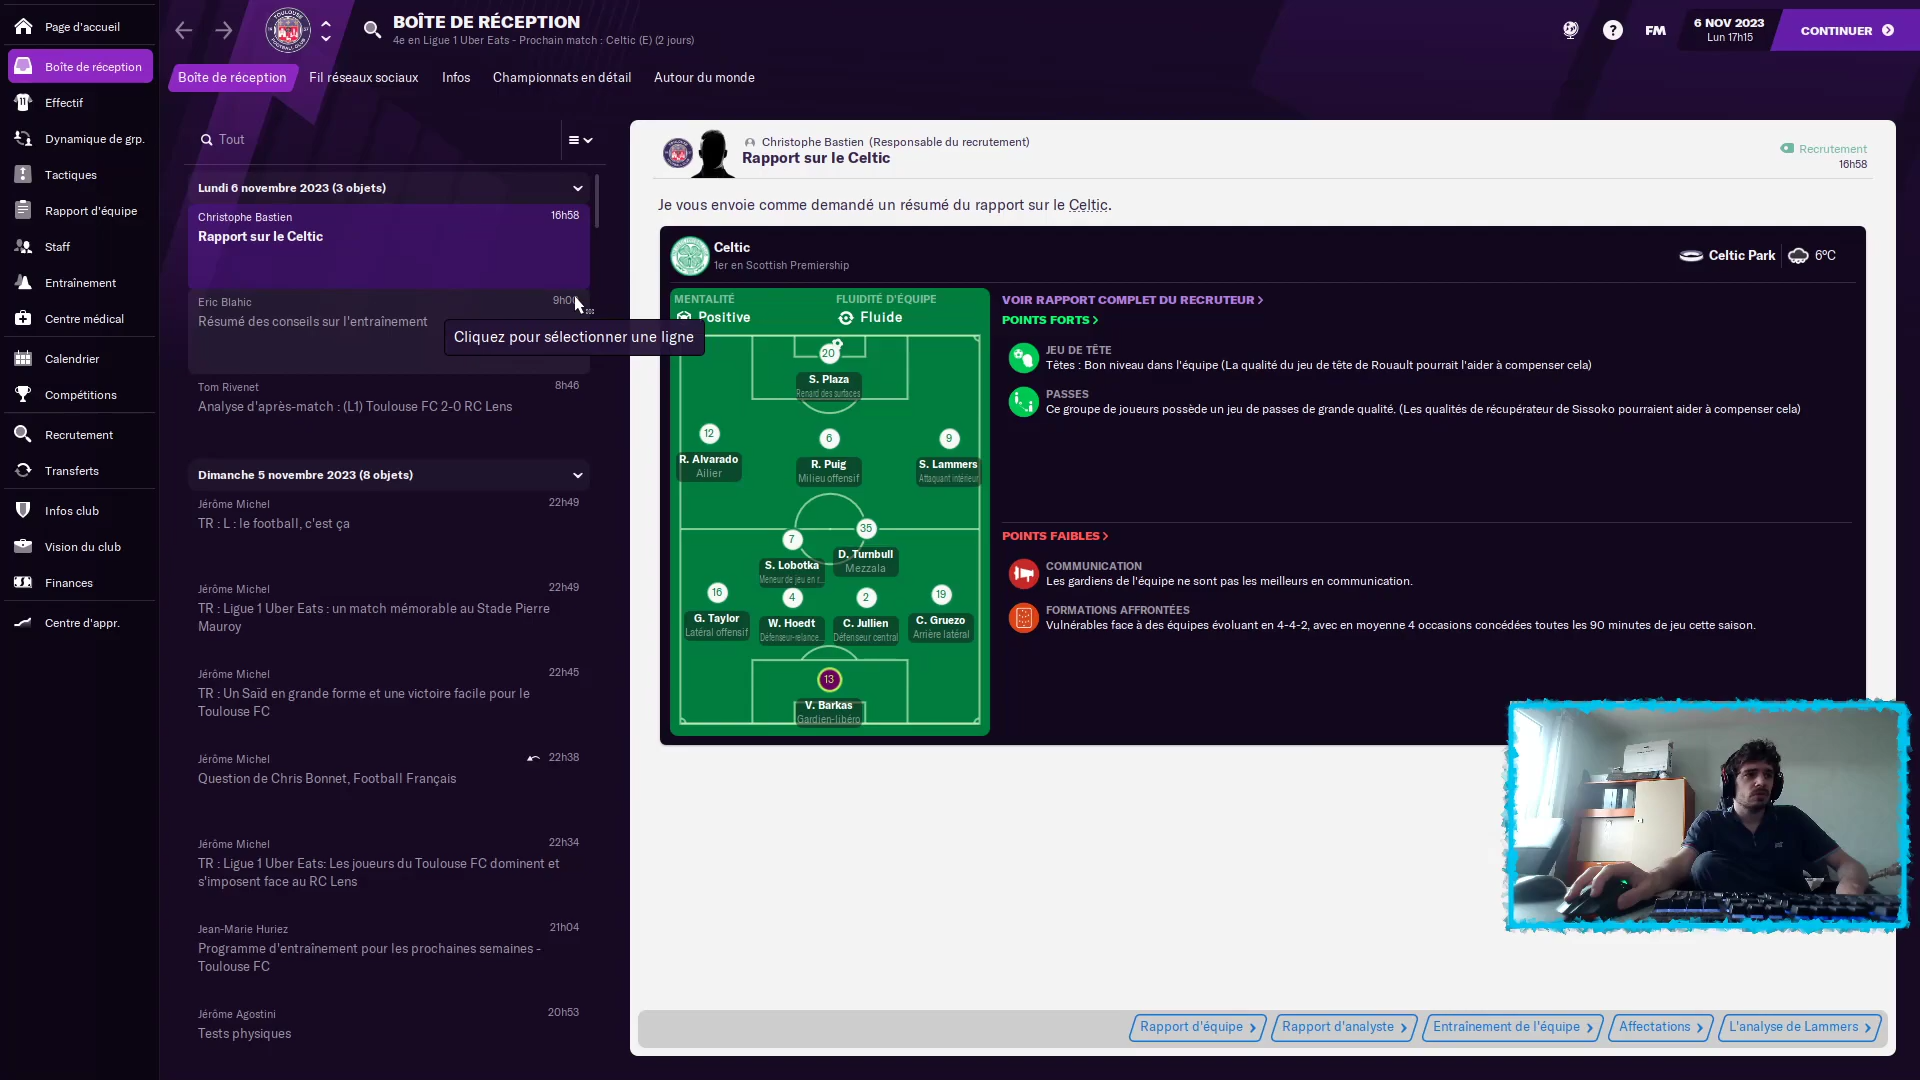 Page d'accueil
Boîte de réception
Effectif
Dynamique de grp.
Tactiques
Rapport d'équipe
Staff
Entraînement
Centre médical
Calendrier
Compétitions
Recrutement
Transferts
Infos club
Vision du club
Finances
Centre d'appr.
BOÎTE DE RÉCEPTION
4e en Ligue 1 Uber Eats - Prochain match : Celtic (E) (2 jours)
FM
6 NOV 2023
Lun 17h15
CONTINUER
Boîte de réception
Fil réseaux sociaux
Infos
Championnats en détail
Autour du monde
Tout
Lundi 6 novembre 2023 (3 objets)
Christophe Bastien 16h58
Rapport sur le Celtic
Eric Blahic
Résumé des conseils sur l'entraînement
Cliquez pour sélectionner une ligne
Tom Rivenet 8h46
Analyse d'après-match : (L1) Toulouse FC 2-0 RC Lens
Dimanche 5 novembre 2023 (8 objets)
Jérôme Michel 22h49
TR : L : le football, c'est ça
Jérôme Michel 22h49
TR : Ligue 1 Uber Eats : un match mémorable au Stade Pierre
Mauroy
Jérôme Michel 22h45
TR : Un Saïd en grande forme et une victoire facile pour le
Toulouse FC
Jérôme Michel 22h38
Question de Chris Bonnet, Football Français
Jérôme Michel 22h34
TR : Ligue 1 Uber Eats: Les joueurs du Toulouse FC dominent et
s'imposent face au RC Lens
Jean-Marie Huriez 21h04
Programme d'entraînement pour les prochaines semaines -
Toulouse FC
Jérôme Agostini 20h53
Tests physiques
Christophe Bastien (Responsable du recrutement)
Rapport sur le Celtic
Recrutement
16h58
Je vous envoie comme demandé un résumé du rapport sur le Celtic.
Celtic
1er en Scottish Premiership
Celtic Park
6°C
MENTALITÉ
Positive
FLUIDITÉ D'ÉQUIPE
Fluide
20
S. Plaza
Renard des surfaces
12
R. Alvarado
Ailier
6
R. Puig
Milieu offensif
9
S. Lammers
Attaquant intérieur
7
S. Lobotka
Meneur de jeu en r...
35
D. Turnbull
Mezzala
16
G. Taylor
Latéral offensif
4
W. Hoedt
Défenseur-relance...
2
C. Jullien
Défenseur central
19
C. Gruezo
Arrière latéral
13
V. Barkas
Gardien-libéro
VOIR RAPPORT COMPLET DU RECRUTEUR >
POINTS FORTS >
JEU DE TÊTE
Têtes : Bon niveau dans l'équipe (La qualité du jeu de tête de Rouault pourrait l'aider à compenser cela)
PASSES
Ce groupe de joueurs possède un jeu de passes de grande qualité. (Les qualités de récupérateur de Sissoko pourraient aider à compenser cela)
POINTS FAIBLES >
COMMUNICATION
Les gardiens de l'équipe ne sont pas les meilleurs en communication.
FORMATIONS AFFRONTÉES
Vulnérables face à des équipes évoluant en 4-4-2, avec en moyenne 4 occasions concédées toutes les 90 minutes de jeu cette saison.
Rapport d'équipe >
Rapport d'analyste >
Entraînement de l'équipe >
Affectations >
L'analyse de Lammers >